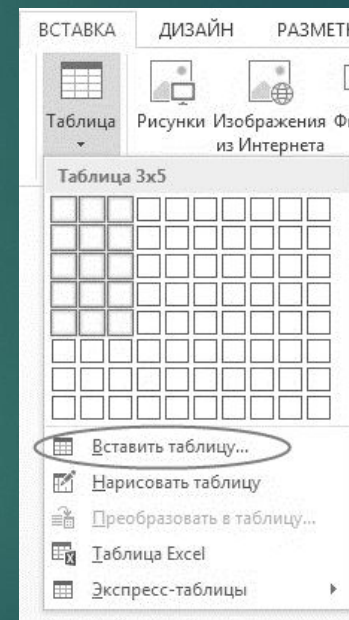 ВСТАВКА ДИЗАЙН РАЗМЕТ
Таблица Рисунки Изображения
из Интернета
Таблица 3x5
Вставить таблицу...
Нарисовать таблицу
Преобразовать в таблицу...
Таблица Excel
Экспресс-таблицы